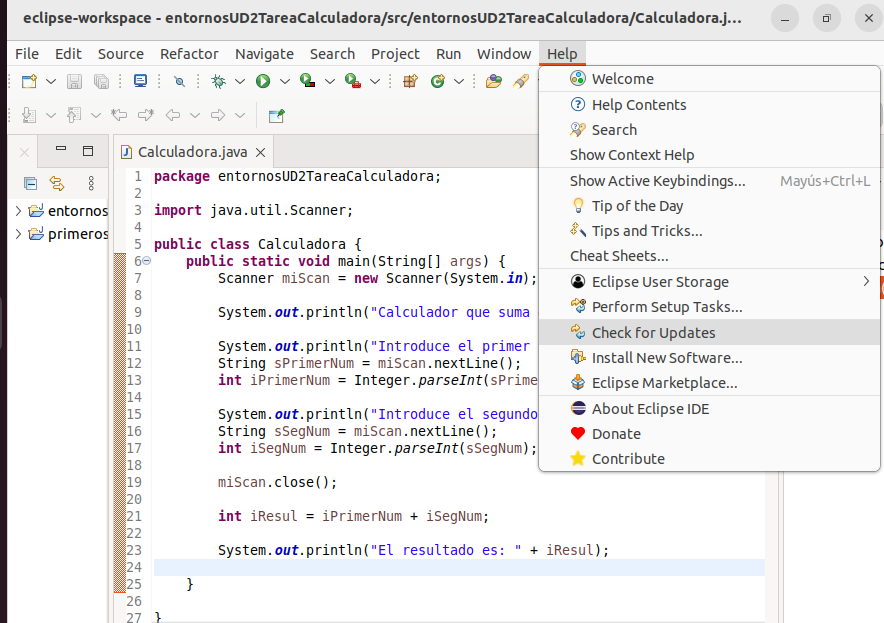 eclipse-workspace - entornosUD2TareaCalculadora/src/entornosUD2TareaCalculadora/Calculadora.j...
File Edit Source Refactor Navigate Search Project Run Window Help
Welcome
Help Contents
Search
Show Context Help
Show Active Keybindings... Mayús+Ctrl+L
Tip of the Day
Tips and Tricks...
Cheat Sheets...
Eclipse User Storage
Perform Setup Tasks...
Check for Updates
Install New Software...
Eclipse Marketplace...
About Eclipse IDE
Donate
Contribute
entornos
primeros
Calculadora.java
1 package entornosUD2TareaCalculadora;
2
3 import java.util.Scanner;
4
5 public class Calculadora {
6 public static void main(String[] args) {
7 Scanner miScan = new Scanner(System.in);
8
9 System.out.println("Calculador que suma
10
11 System.out.println("Introduce el primer
12 String sPrimerNum = miScan.nextLine();
13 int iPrimerNum = Integer.parseInt(sPrime
14
15 System.out.println("Introduce el segundo
16 String sSegNum = miScan.nextLine();
17 int iSegNum = Integer.parseInt(sSegNum);
18
19 miScan.close();
20
21 int iResul = iPrimerNum + iSegNum;
22
23 System.out.println("El resultado es: " + iResul);
24
25 }
26
27 }